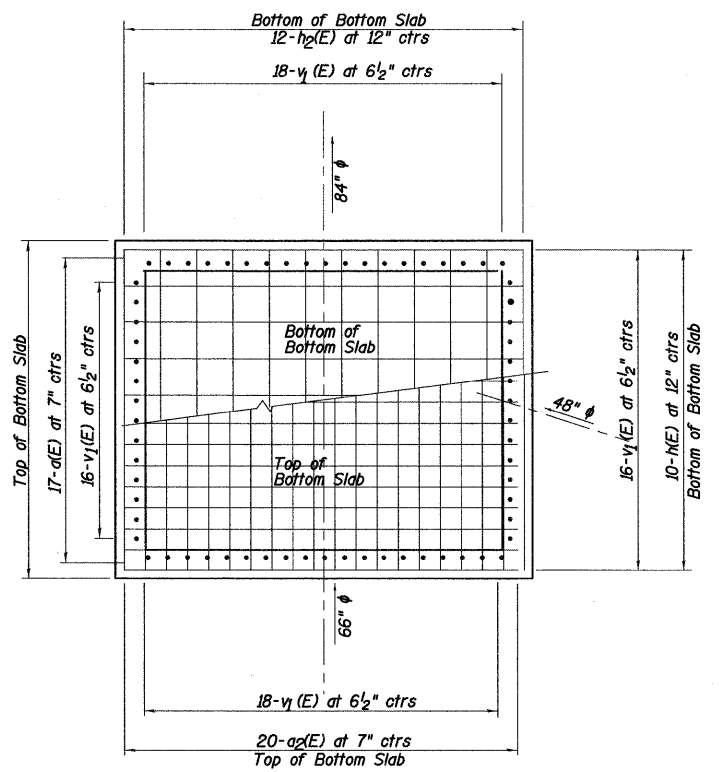 Bottom of Bottom Slab
12-h2(E) at 12" ctrs
18-v1 (E) at 6½" ctrs
84" ϕ
Top of Bottom Slab
17-a(E) at 7" ctrs
16-v1(E) at 6½" ctrs
Bottom of
Bottom Slab
Top of
Bottom Slab
48" ϕ
16-v1(E) at 6½" ctrs
10-h(E) at 12" ctrs
Bottom of Bottom Slab
66" ϕ
18-v1 (E) at 6½" ctrs
20-a2(E) at 7" ctrs
Top of Bottom Slab